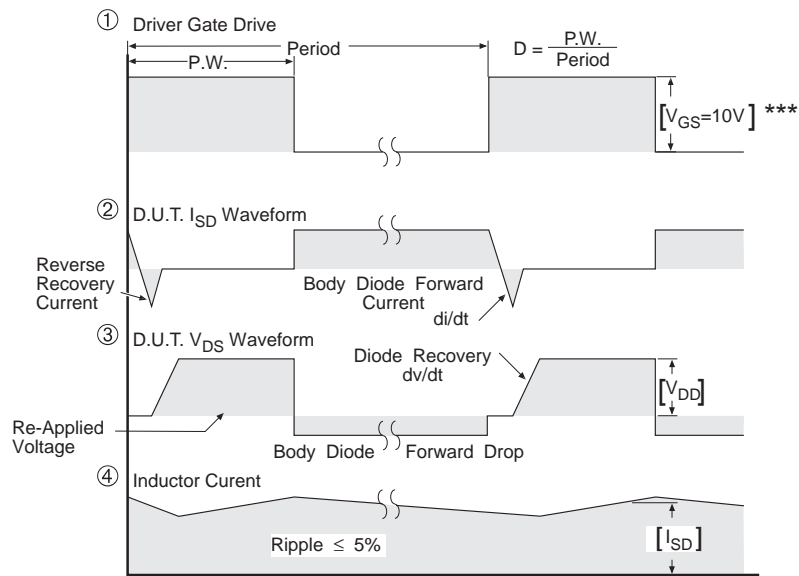 ① Driver Gate Drive
P.W.
Period
D = P.W. / Period
[VGS=10V] ***
② D.U.T. ISD Waveform
Reverse
Recovery
Current
Body Diode Forward
Current
di/dt
③ D.U.T. VDS Waveform
Diode Recovery
dv/dt
[VDD]
Re-Applied
Voltage
Body Diode Forward Drop
④ Inductor Curent
Ripple ≤ 5%
[ISD]